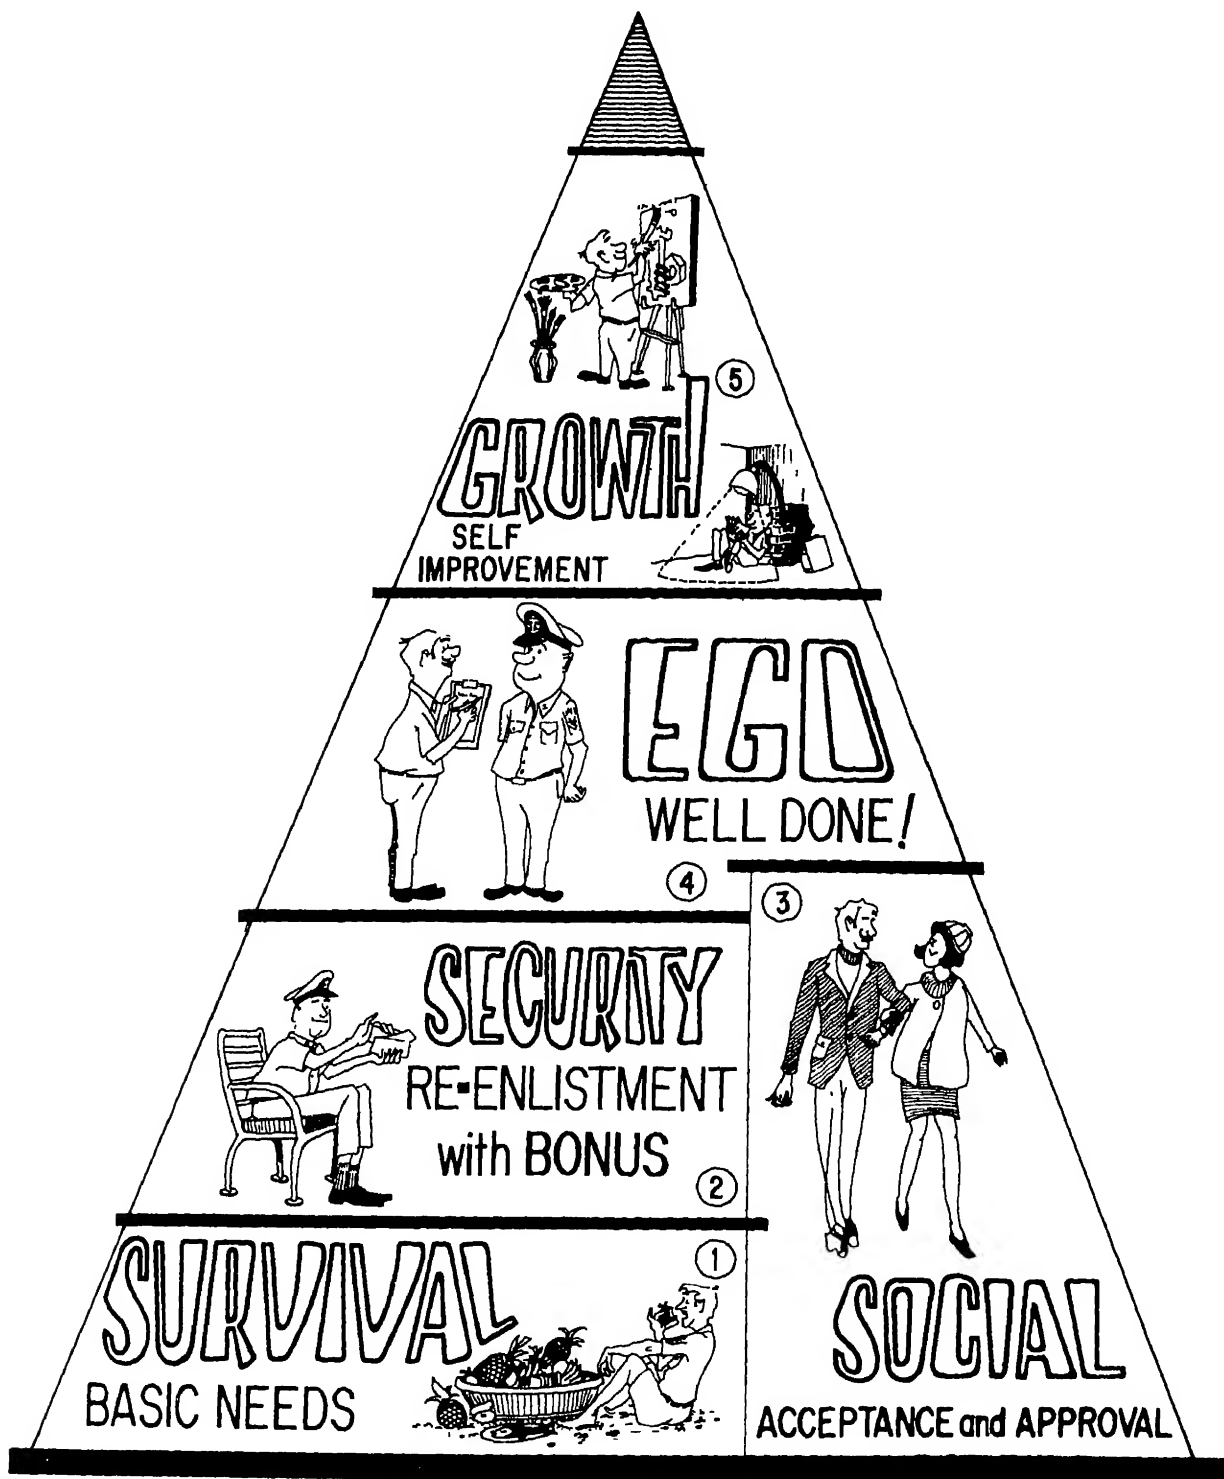 5
GROWTH
SELF
IMPROVEMENT
EGO
WELL DONE!
4
3
SECURITY
RE-ENLISTMENT
with BONUS
2
SURVIVAL
1
BASIC NEEDS
SOCIAL
ACCEPTANCE and APPROVAL